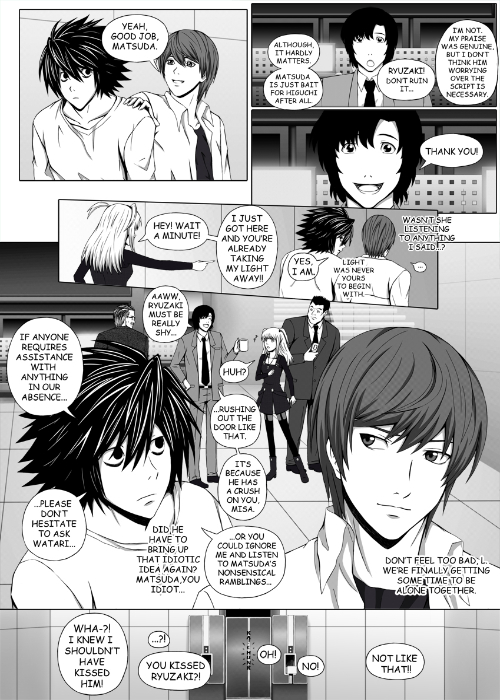 YEAH,
GOOD JOB,
MATSUDA.
ALTHOUGH,
IT HARDLY
MATTERS.
MATSUDA
IS JUST BAIT
FOR HIGUCHI
AFTER ALL.
RYUZAKI!
DON'T RUIN
IT...
I'M NOT.
MY PRAISE
WAS GENUINE,
BUT I DON'T
THINK HIM
WORRYING
OVER THE
SCRIPT IS
NECESSARY.
THANK YOU!
HEY! WAIT
A MINUTE!
I JUST
GOT HERE
AND YOU'RE
ALREADY
TAKING
MY LIGHT
AWAY!!
YES,
I AM.
LIGHT
WAS NEVER
YOURS
TO BEGIN
WITH.
WASN'T SHE
LISTENING
TO ANYTHING
I SAID..?
...
IF ANYONE
REQUIRES
ASSISTANCE
WITH
ANYTHING
IN OUR
ABSENCE...
AAWW,
RYUZAKI
MUST BE
REALLY
SHY...
HUH?
...RUSHING
OUT THE
DOOR LIKE
THAT.
IT'S
BECAUSE
HE HAS
A CRUSH
ON YOU,
MISA.
...PLEASE
DON'T
HESITATE
TO ASK
WATARI...
DID HE
HAVE TO
BRING UP
THAT IDIOTIC
IDEA AGAIN?
MATSUDA, YOU
IDIOT...
...OR YOU
COULD IGNORE
ME AND LISTEN
TO MATSUDA'S
NONSENSICAL
RAMBLINGS...
DON'T FEEL TOO BAD, L.
WE'RE FINALLY GETTING
SOME TIME TO BE
ALONE TOGETHER.
WHA-?!
I KNEW I
SHOULDN'T
HAVE
KISSED
HIM!
...?!
YOU KISSED
RYUZAKI?!
KA-CHUNK
OH!
NO!
NOT LIKE
THAT!!